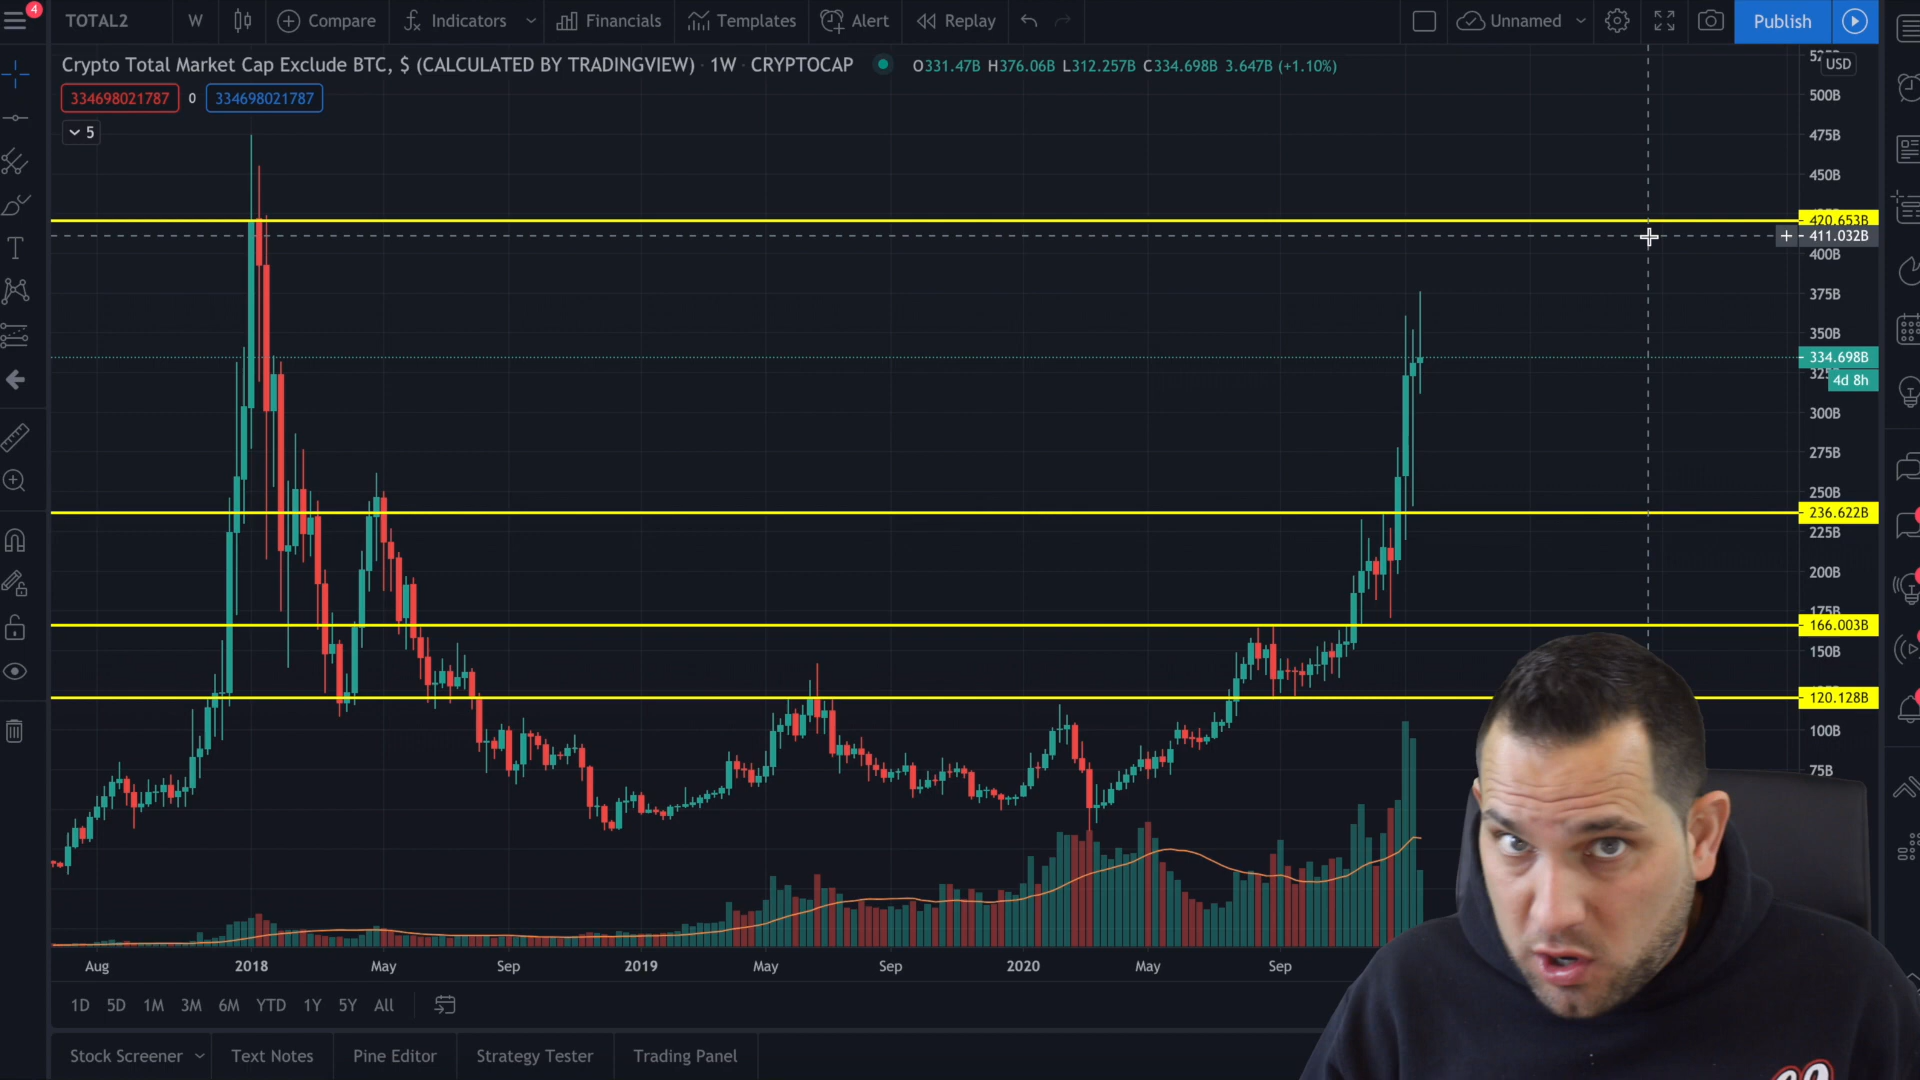 4
TOTAL2 W Compare Indicators Financials Templates Alert Replay Unnamed Publish
Crypto Total Market Cap Exclude BTC, $ (CALCULATED BY TRADINGVIEW) · 1W · CRYPTOCAP O331.47B H376.06B L312.257B C334.698B 3.647B (+1.10%)
USD
334698021787 0 334698021787
5
500B
475B
450B
420.653B
411.032B
400B
375B
350B
334.698B
4d 8h
300B
275B
250B
236.622B
225B
200B
175B
166.003B
150B
120.128B
100B
75B
Aug 2018 May Sep 2019 May Sep 2020 May Sep
1D 5D 1M 3M 6M YTD 1Y 5Y All
Stock Screener Text Notes Pine Editor Strategy Tester Trading Panel